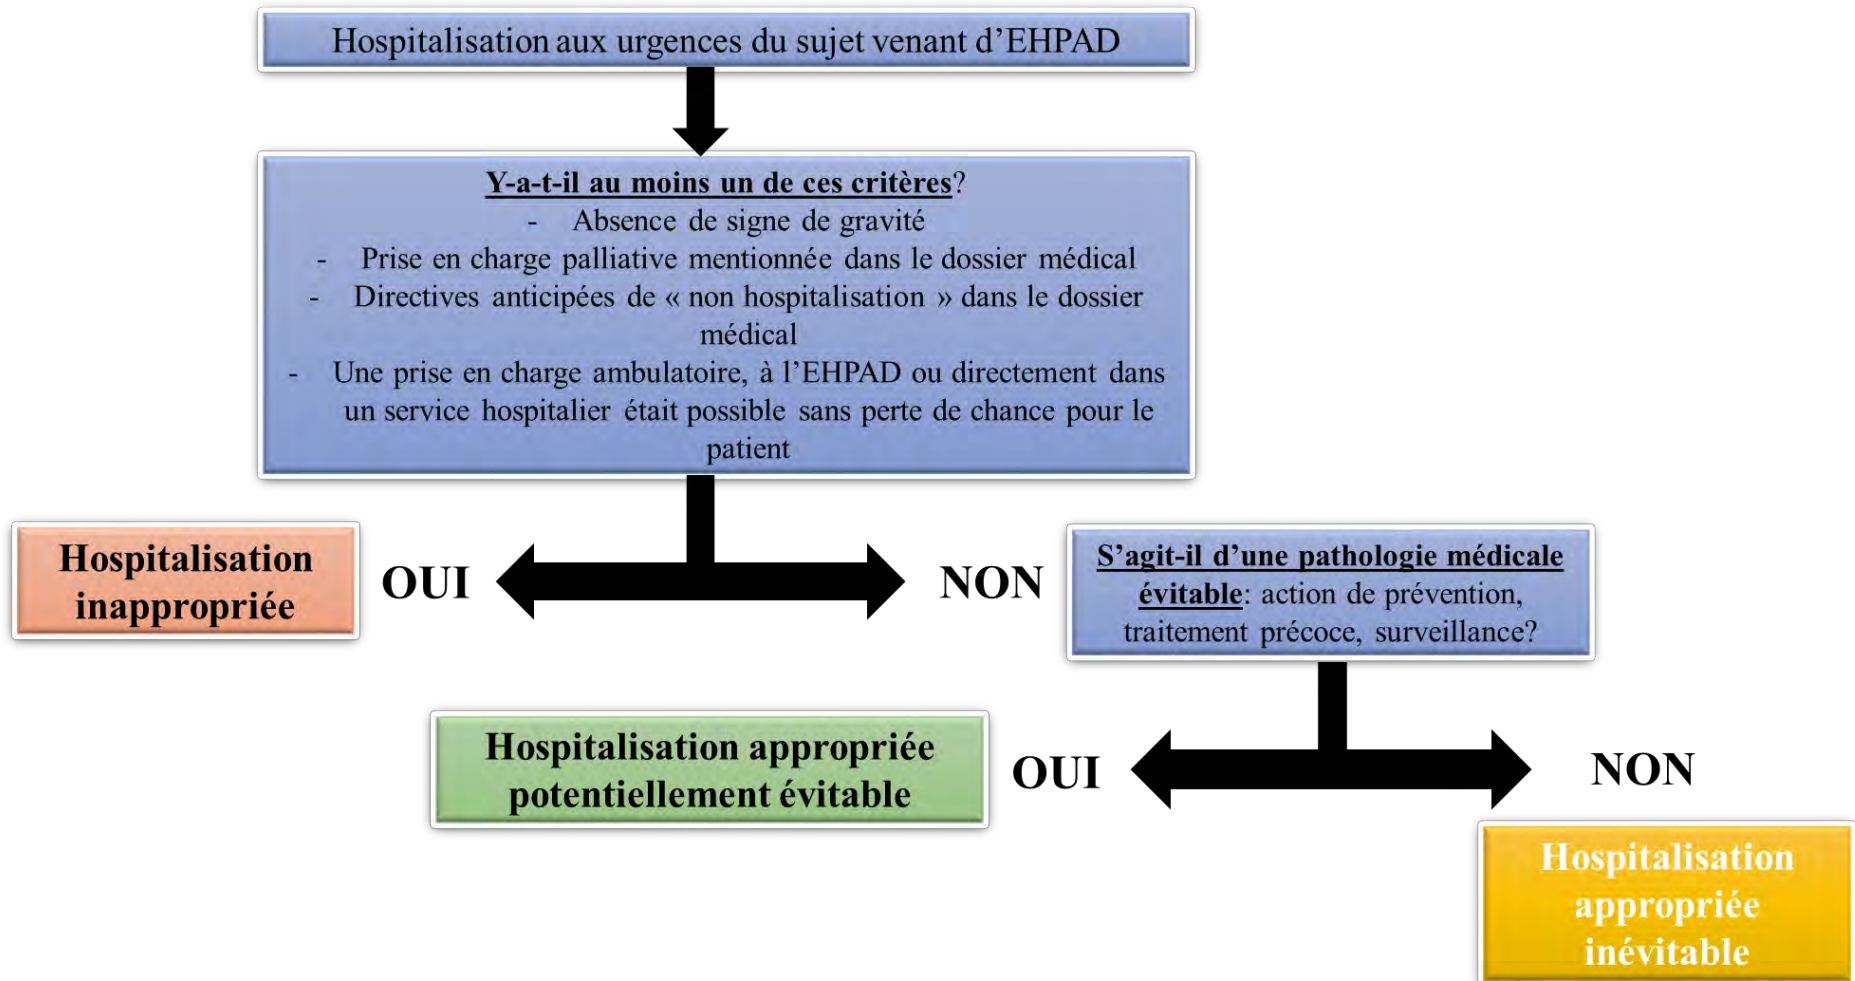 Hospitalisation aux urgences du sujet venant d’EHPAD
Y-a-t-il au moins un de ces critères?
- Absence de signe de gravité
- Prise en charge palliative mentionnée dans le dossier médical
- Directives anticipées de « non hospitalisation » dans le dossier
médical
- Une prise en charge ambulatoire, à l’EHPAD ou directement dans
un service hospitalier était possible sans perte de chance pour le
patient
Hospitalisation
inappropriée
OUI
NON
S’agit-il d’une pathologie médicale
évitable: action de prévention,
traitement précoce, surveillance?
Hospitalisation appropriée
potentiellement évitable
OUI
NON
Hospitalisation
appropriée
inévitable